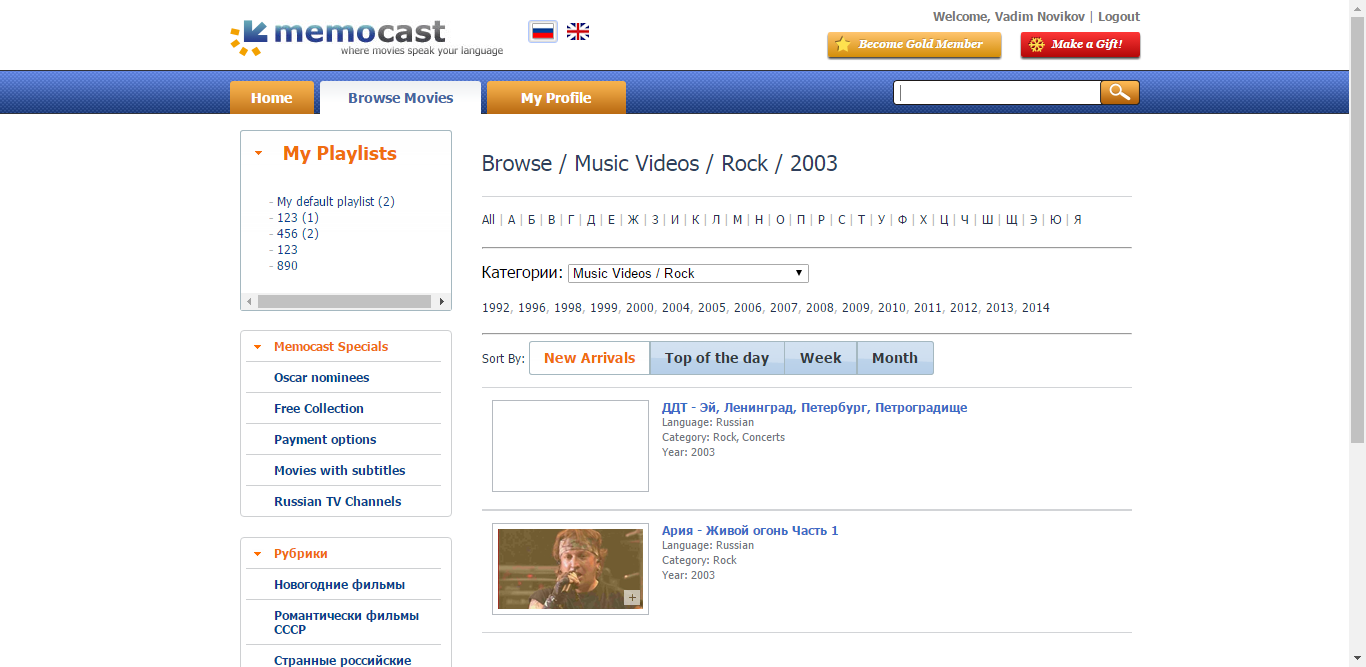 Welcome, Vadim Novikov | Logout
memocast
where movies speak your language
Become Gold Member
Make a Gift!
Home
Browse Movies
My Profile
My Playlists
- My default playlist (2)
- 123 (1)
- 456 (2)
- 123
- 890
Memocast Specials
Oscar nominees
Free Collection
Payment options
Movies with subtitles
Russian TV Channels
Рубрики
Новогодние фильмы
Романтически фильмы
СССР
Странные российские
Browse / Music Videos / Rock / 2003
All | А | Б | В | Г | Д | Е | Ж | З | И | К | Л | М | Н | О | П | Р | С | Т | У | Ф | Х | Ц | Ч | Ш | Щ | Э | Ю | Я
Категории: Music Videos / Rock
1992, 1996, 1998, 1999, 2000, 2004, 2005, 2006, 2007, 2008, 2009, 2010, 2011, 2012, 2013, 2014
Sort By: New Arrivals Top of the day Week Month
ДДТ - Эй, Ленинград, Петербург, Петроградище
Language: Russian
Category: Rock, Concerts
Year: 2003
Ария - Живой огонь Часть 1
Language: Russian
Category: Rock
Year: 2003